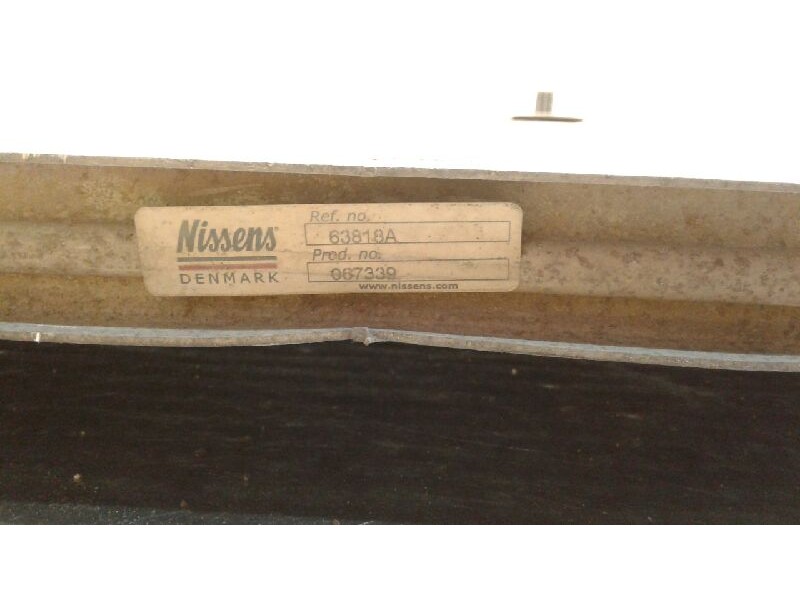 Nissens
DENMARK
Ref. no.
63818A
Prod. no.
067339
www.nissens.com